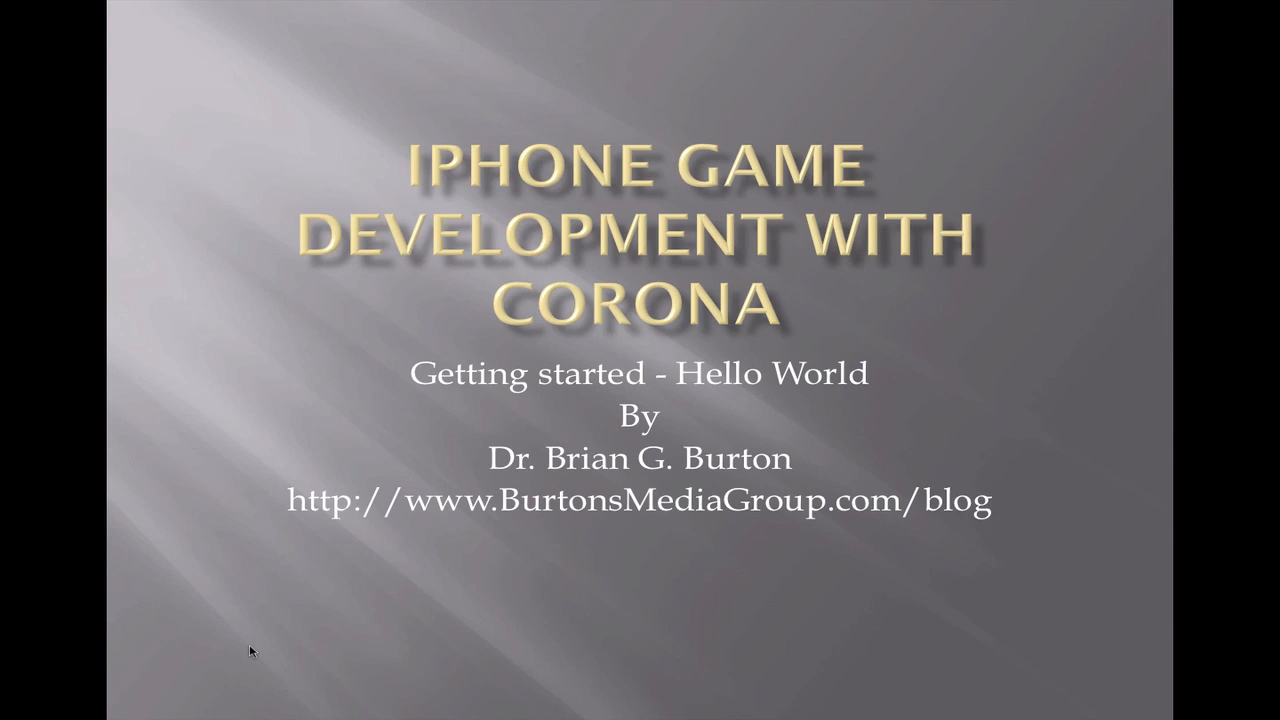 IPHONE GAME
DEVELOPMENT WITH
CORONA
Getting started - Hello World
By
Dr. Brian G. Burton
http://www.BurtonsMediaGroup.com/blog